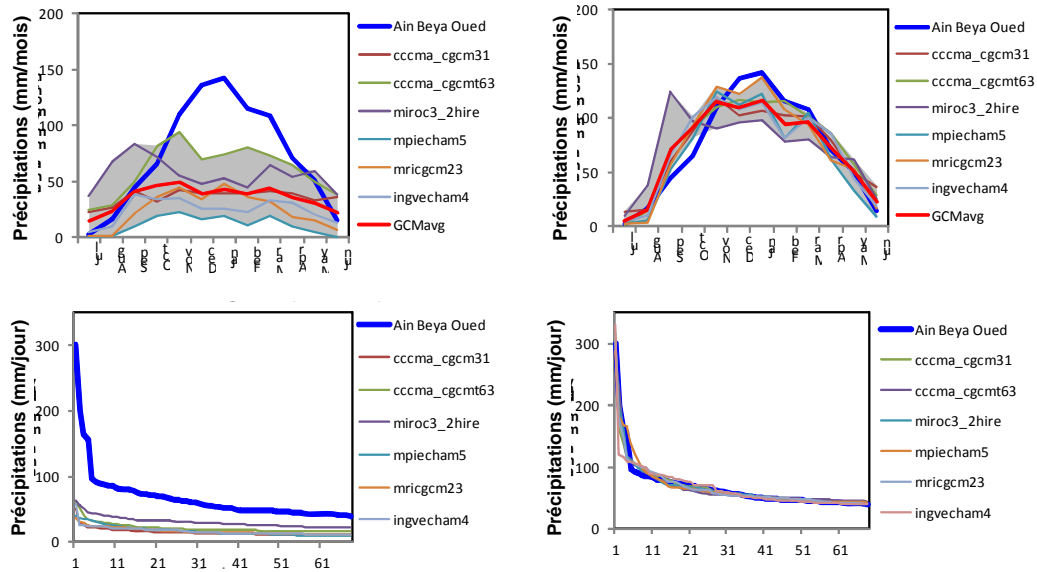 Précipitations (mm/mois)
200
150
100
50
0
Ain Beya Oued
cccma_cgcm31
cccma_cgcmt63
miroc3_2hire
mpiecham5
mricgcm23
ingvecham4
GCMavg
Précipitations (mm/mois)
200
150
100
50
0
Ain Beya Oued
cccma_cgcm31
cccma_cgcmt63
miroc3_2hire
mpiecham5
mricgcm23
ingvecham4
GCMavg
Précipitations (mm/jour)
300
200
100
0
1 11 21 31 41 51 61
Ain Beya Oued
cccma_cgcm31
cccma_cgcmt63
miroc3_2hire
mpiecham5
mricgcm23
ingvecham4
Précipitations (mm/jour)
300
200
100
0
1 11 21 31 41 51 61
Ain Beya Oued
cccma_cgcm31
cccma_cgcmt63
miroc3_2hire
mpiecham5
mricgcm23
ingvecham4